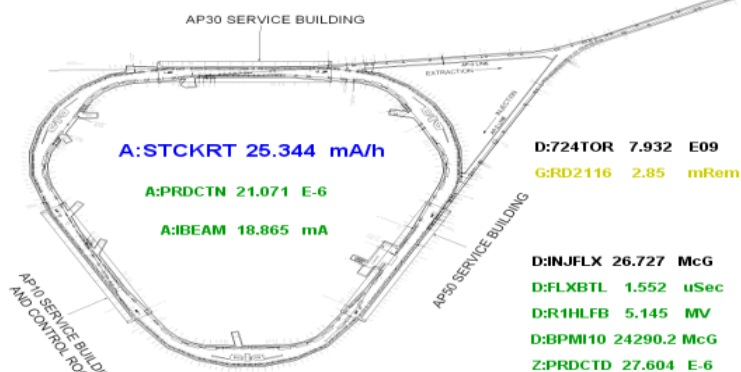 AP30 SERVICE BUILDING
EXTRACTION
INJECTION
A:STCKRT 25.344 mA/h
D:724TOR 7.932 E09
G:RD2116 2.85 mRem
A:PRDCTN 21.071 E-6
A:IBEAM 18.865 mA
AP50 SERVICE BUILDING
D:INJFLX 26.727 McG
D:FLXBTL 1.552 uSec
D:R1HLFB 5.145 MV
D:BPMI10 24290.2 McG
Z:PRDCTD 27.604 E-6
AP10 SERVICE
AND CONTROL